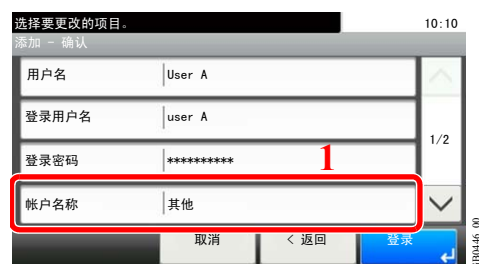 选择要更改的项目。 10:10
添加 - 确认
用户名 User A
登录用户名 user A
1/2
登录密码 ********** 1
帐户名称 其他
取消 < 返回 登录